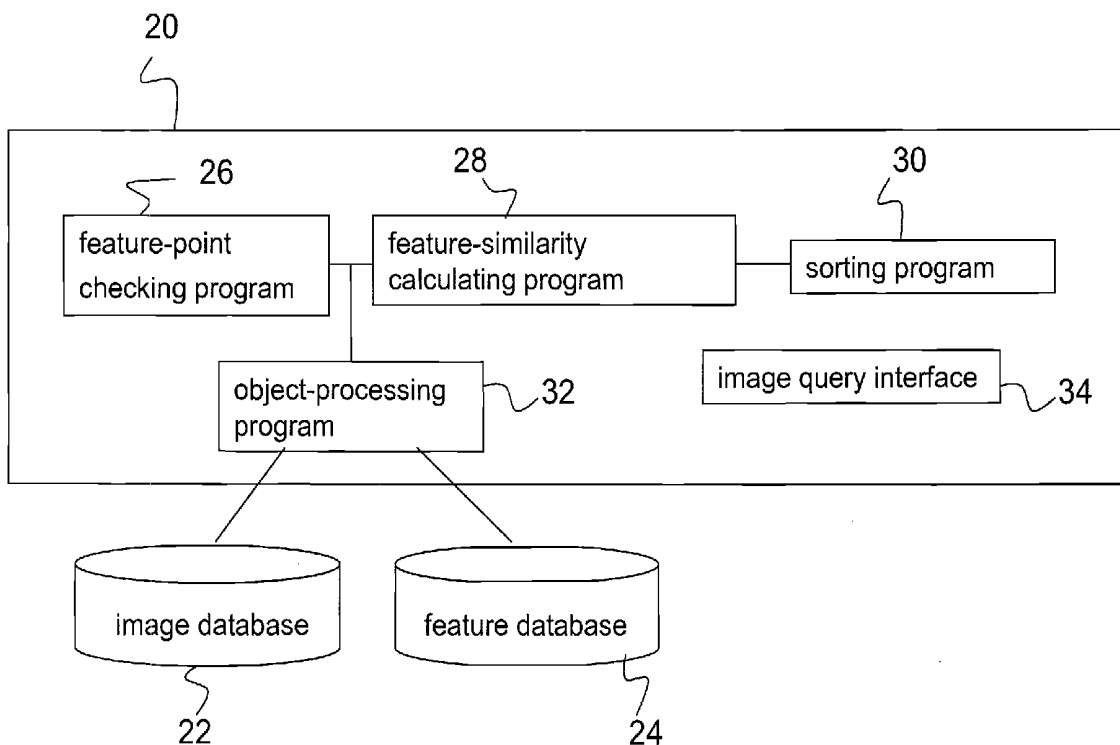 20
26
28
30
feature-point
checking program
feature-similarity
calculating program
sorting program
object-processing
program
32
image query interface
34
image database
feature database
22
24